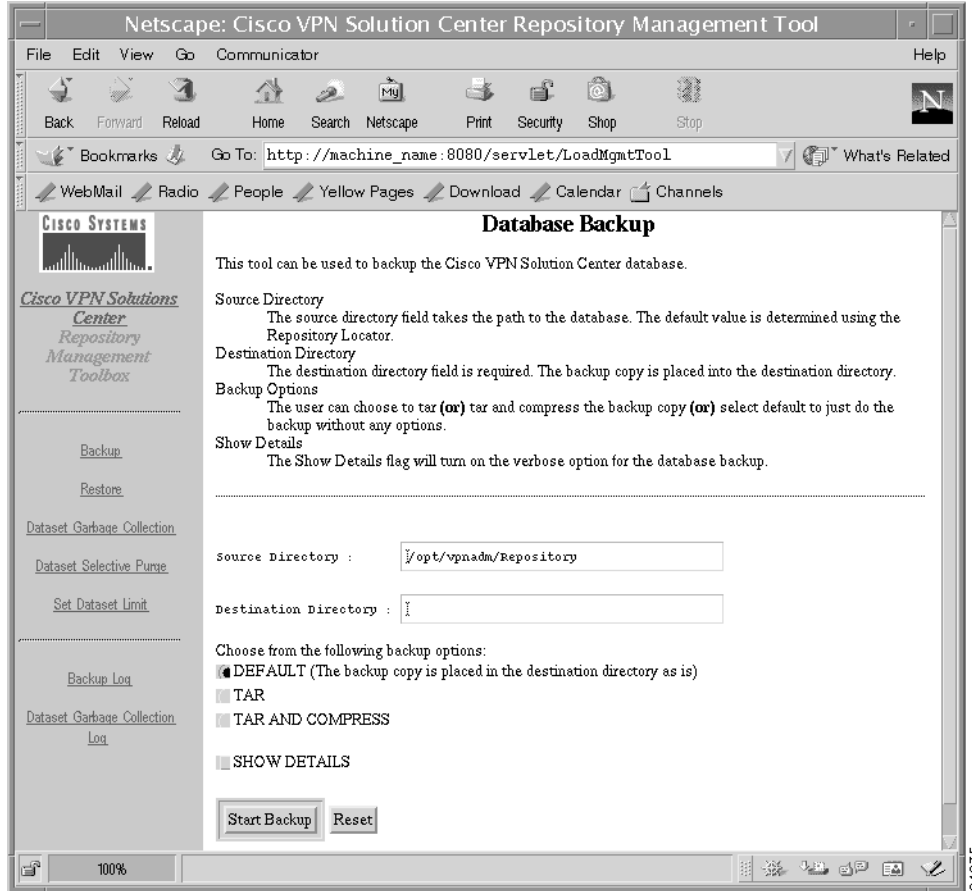 Netscape: Cisco VPN Solution Center Repository Management Tool
File Edit View Go Communicator Help
Back Forward Reload Home Search Netscape Print Security Shop Stop
My
N
Bookmarks Go To: http://machine_name:8080/servlet/LoadMgmtTool What's Related
WebMail Radio People Yellow Pages Download Calendar Channels
CISCO SYSTEMS
Cisco VPN Solutions
Center
Repository
Management
Toolbox
Backup
Restore
Dataset Garbage Collection
Dataset Selective Purge
Set Dataset Limit
Backup Log
Dataset Garbage Collection
Log
Database Backup
This tool can be used to backup the Cisco VPN Solution Center database.
Source Directory
The source directory field takes the path to the database. The default value is determined using the
Repository Locator.
Destination Directory
The destination directory field is required. The backup copy is placed into the destination directory.
Backup Options
The user can choose to tar (or) tar and compress the backup copy (or) select default to just do the
backup without any options.
Show Details
The Show Details flag will turn on the verbose option for the database backup.
Source Directory : /opt/vpnadm/Repository
Destination Directory :
Choose from the following backup options:
DEFAULT (The backup copy is placed in the destination directory as is)
TAR
TAR AND COMPRESS
SHOW DETAILS
Start Backup Reset
100%